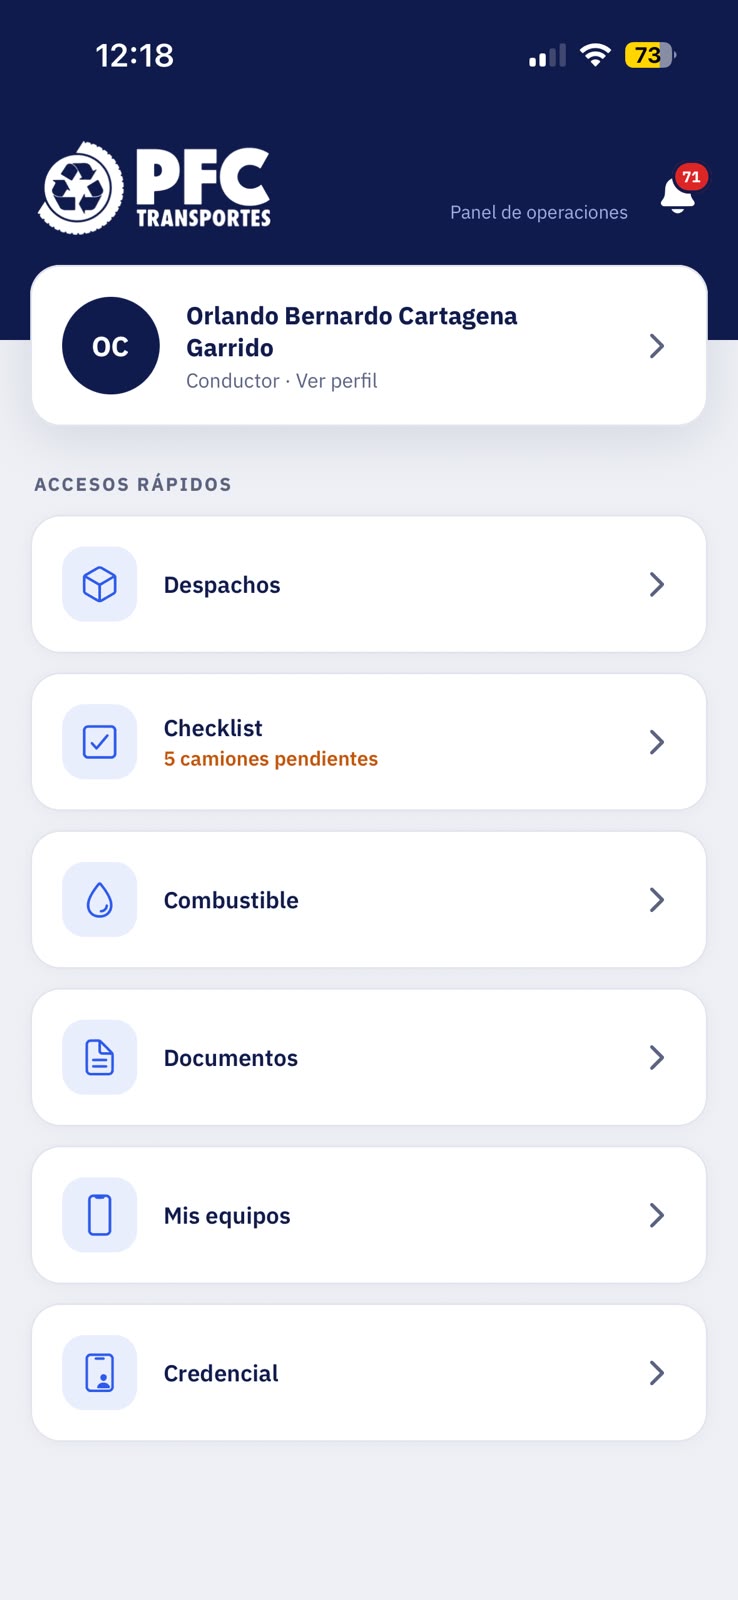 12:18
73
PFC
TRANSPORTES
Panel de operaciones
71
OC
Orlando Bernardo Cartagena
Garrido
Conductor · Ver perfil
ACCESOS RÁPIDOS
Despachos
Checklist
5 camiones pendientes
Combustible
Documentos
Mis equipos
Credencial